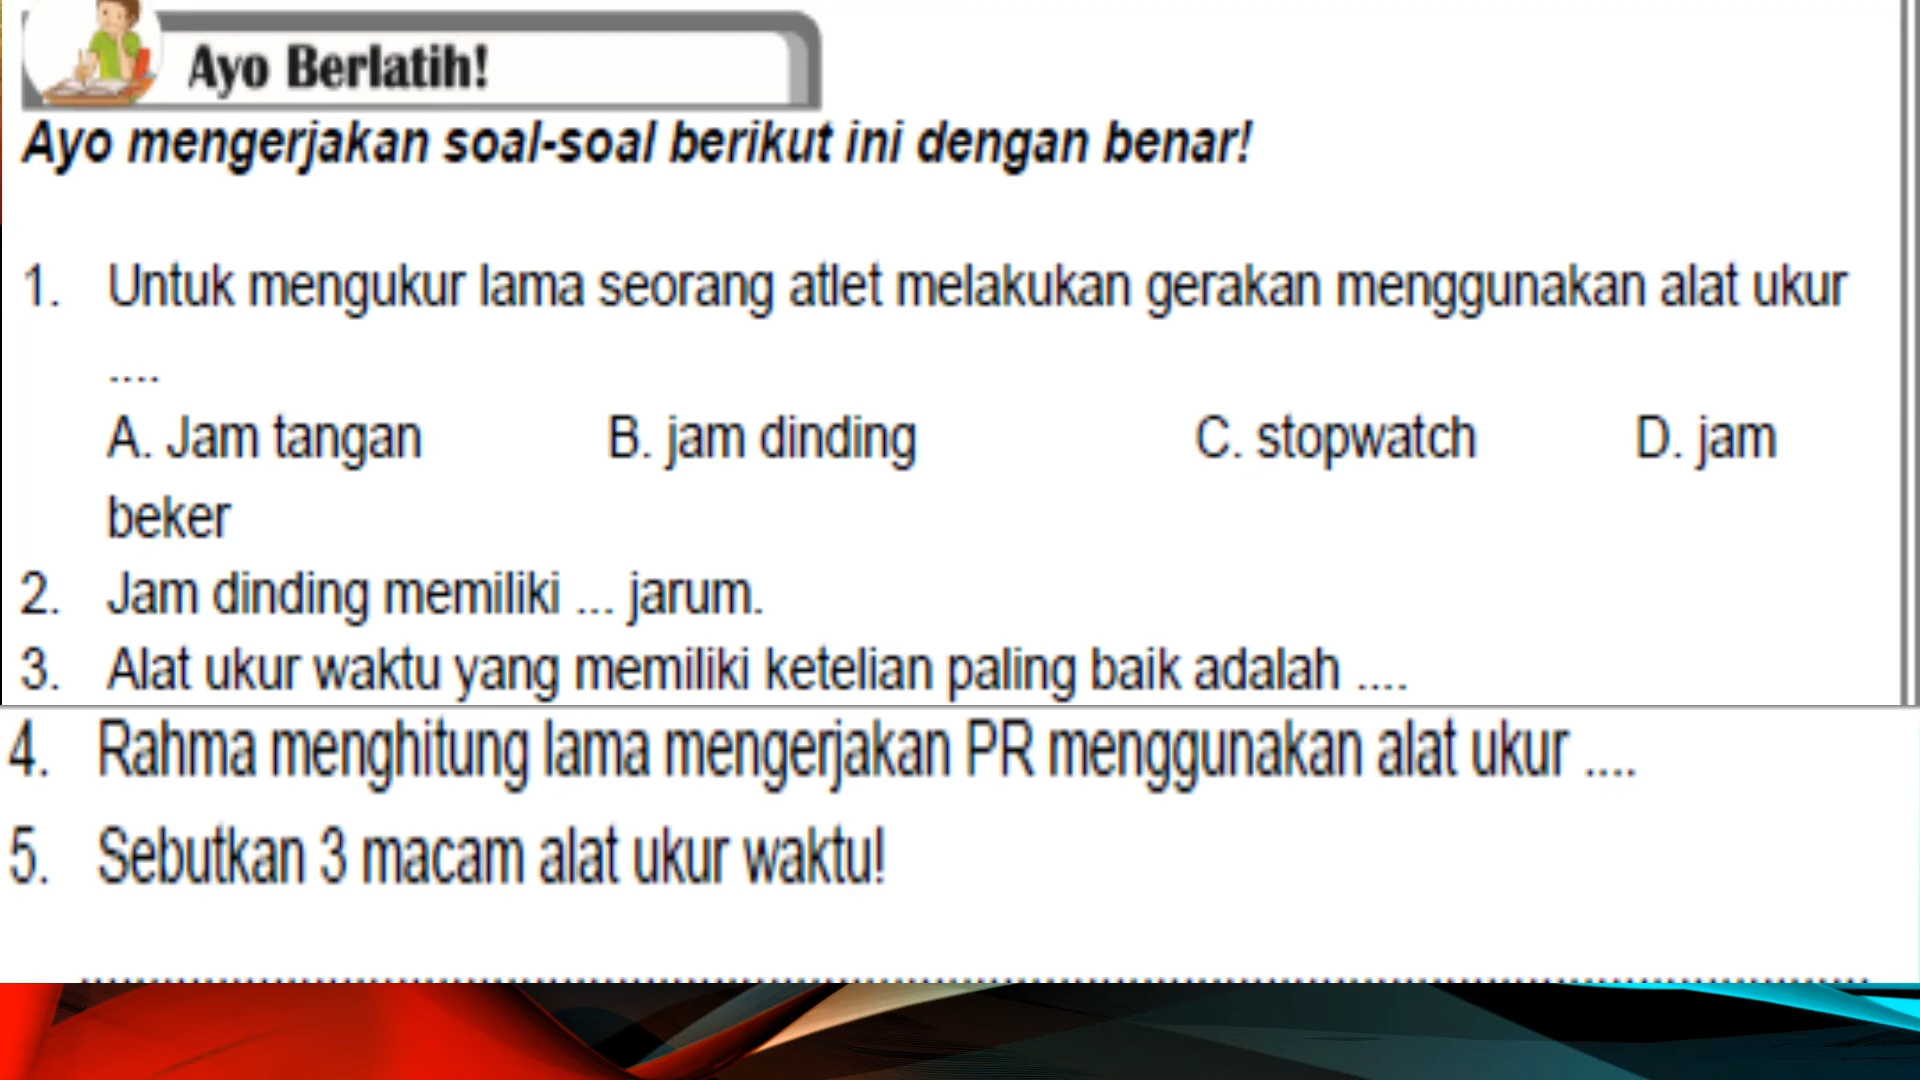 Ayo Berlatih!
Ayo mengerjakan soal-soal berikut ini dengan benar!
1. Untuk mengukur lama seorang atlet melakukan gerakan menggunakan alat ukur
....
A. Jam tangan B. jam dinding C. stopwatch D. jam
beker
2. Jam dinding memiliki ... jarum.
3. Alat ukur waktu yang memiliki ketelian paling baik adalah ....
4. Rahma menghitung lama mengerjakan PR menggunakan alat ukur ....
5. Sebutkan 3 macam alat ukur waktu!